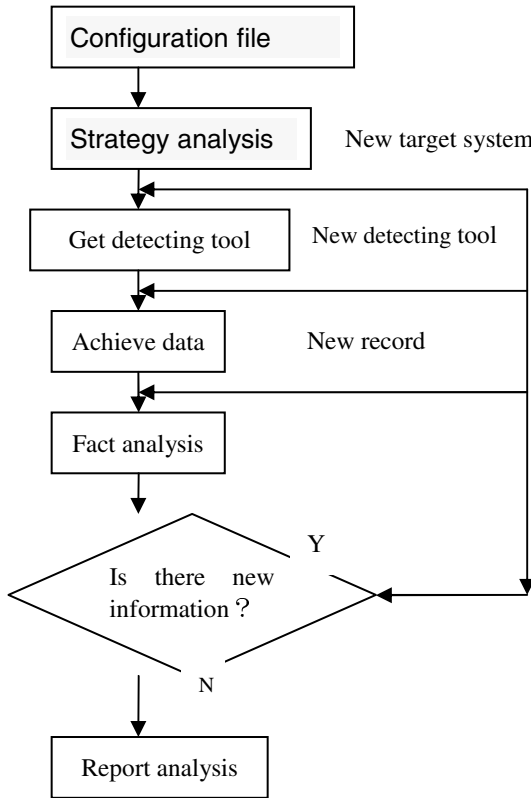 Configuration file
Strategy analysis
New target system
Get detecting tool
New detecting tool
Achieve data
New record
Fact analysis
Y
Is there new
information？
N
Report analysis